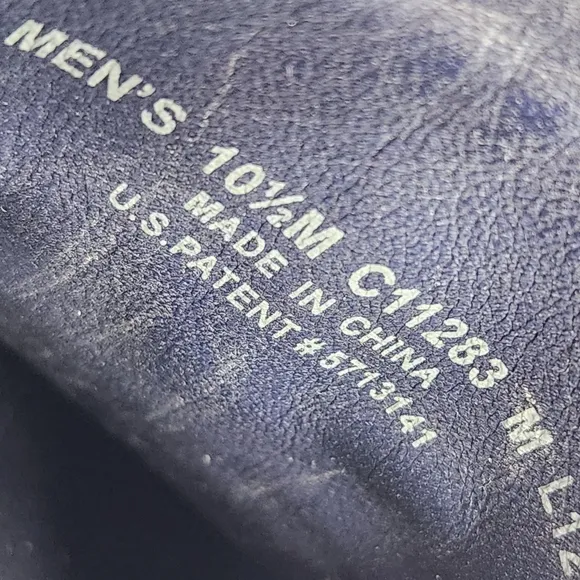 MEN'S 10½M C11283 M L12
MADE IN CHINA
U.S.PATENT #5713141